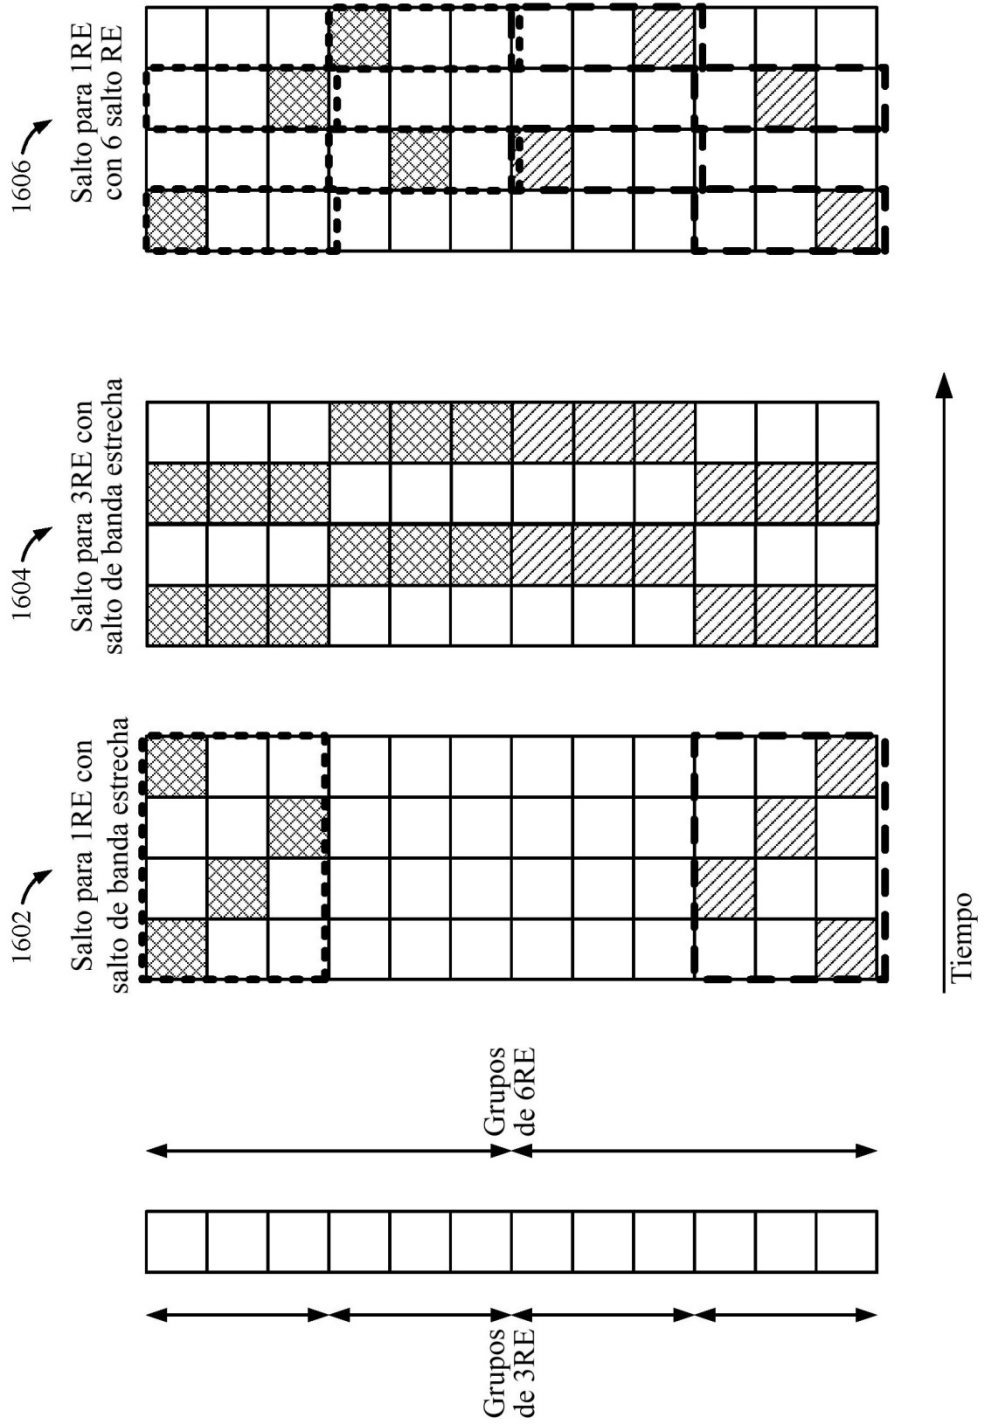 Grupos
de 3RE
Grupos
de 6RE
1602
Salto para 1RE con
salto de banda estrecha
1604
Salto para 3RE con
salto de banda estrecha
1606
Salto para 1RE
con 6 salto RE
Tiempo